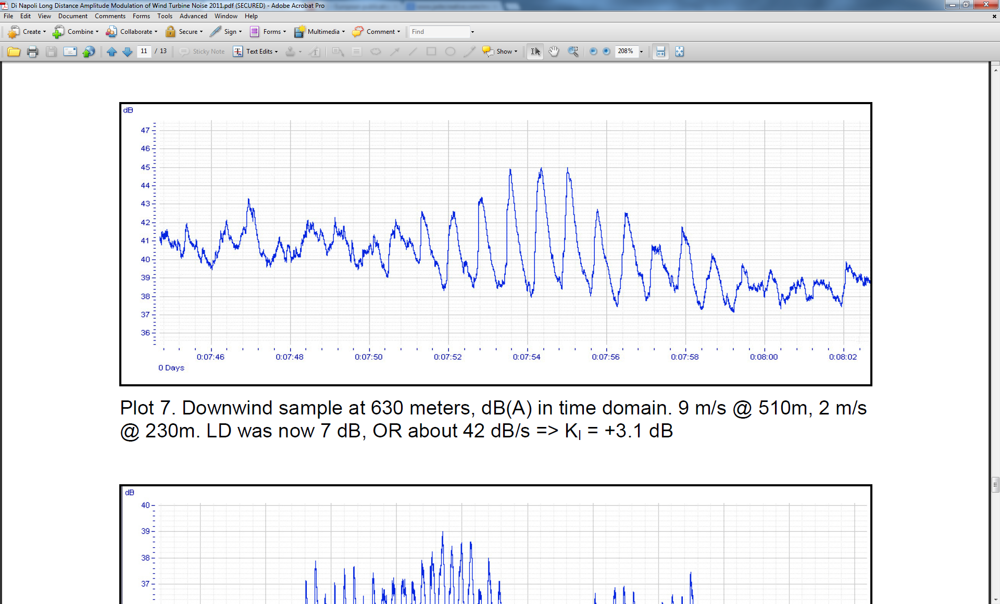 Di Napoli Long Distance Amplitude Modulation of Wind Turbine Noise 2011.pdf (SECURED) - Adobe Acrobat Pro
File Edit View Document Comments Forms Tools Advanced Window Help
Create Combine Collaborate Secure Sign Forms Multimedia Comment Find
11 / 13 Sticky Note Text Edits Show 208%
dB
47
46
45
44
43
42
41
40
39
38
37
36
0:07:46 0:07:48 0:07:50 0:07:52 0:07:54 0:07:56 0:07:58 0:08:00 0:08:02
0 Days
Plot 7. Downwind sample at 630 meters, dB(A) in time domain. 9 m/s @ 510m, 2 m/s
@ 230m. LD was now 7 dB, OR about 42 dB/s => Kl = +3.1 dB
dB
40
39
38
37